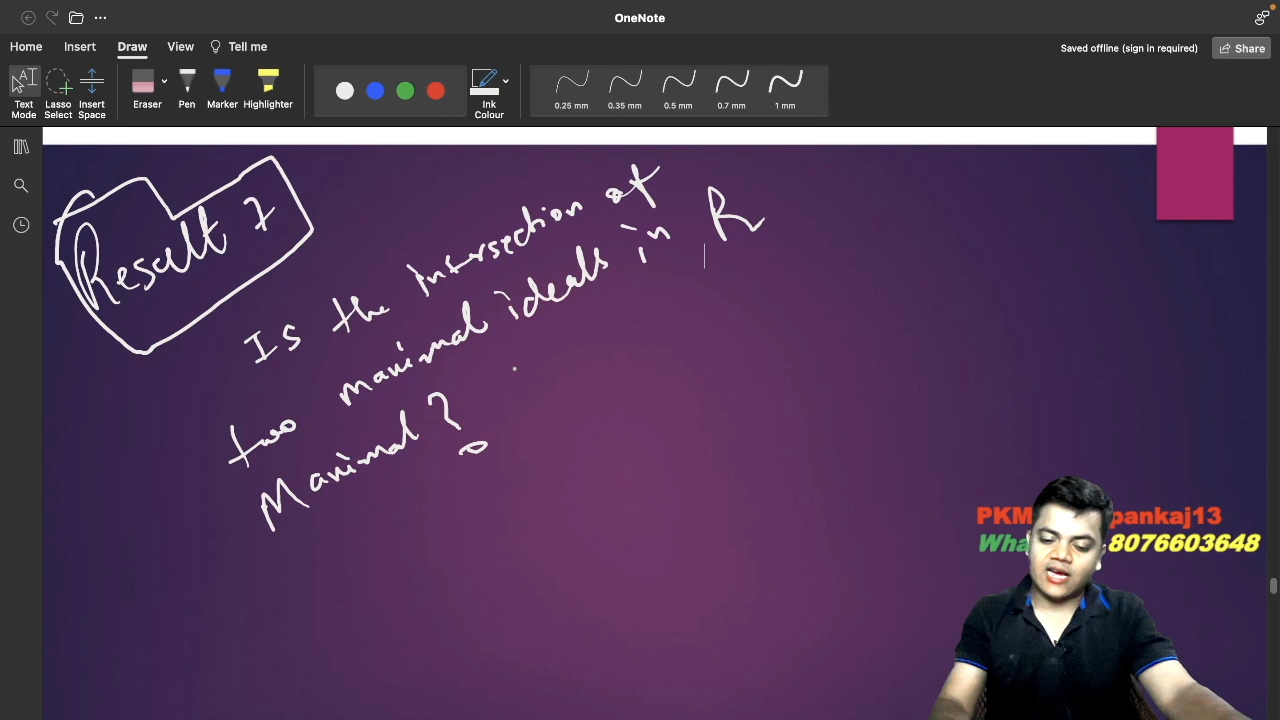 OneNote
Home Insert Draw View Tell me
Saved offline (sign in required) Share
Text Mode
Lasso Select
Insert Space
Eraser
Pen
Marker
Highlighter
Ink Colour
0.25 mm 0.35 mm 0.5 mm 0.7 mm 1 mm
Result 7
Is the intersection of
two maximal ideals in R
Maximal ?
PKM pankaj13
Wha 8076603648